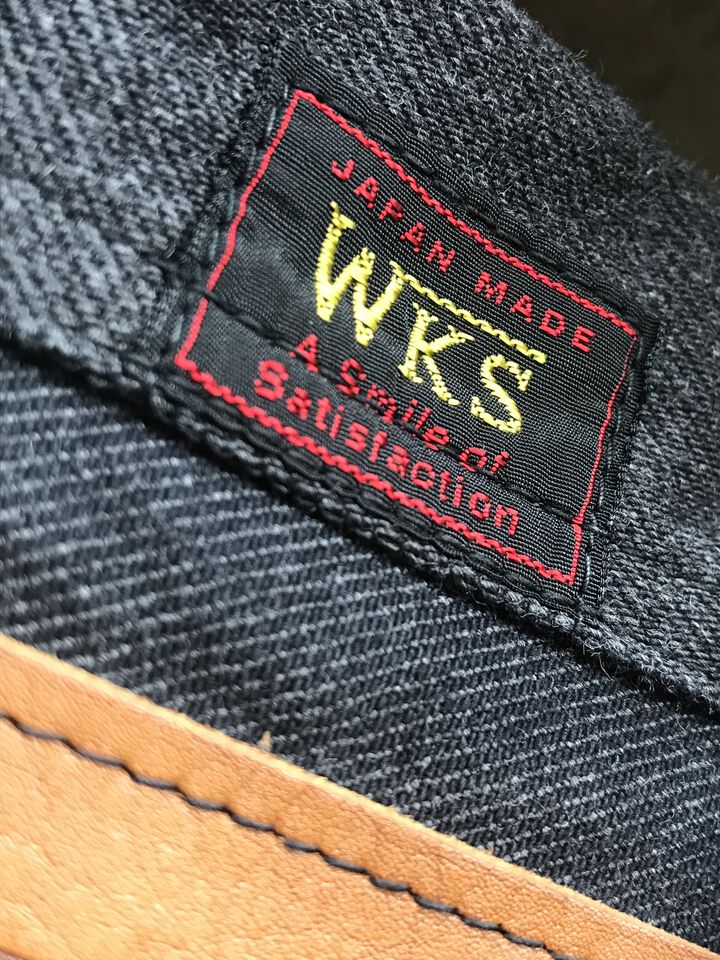 JAPAN MADE
WKS
A Smile of
Satisfaction